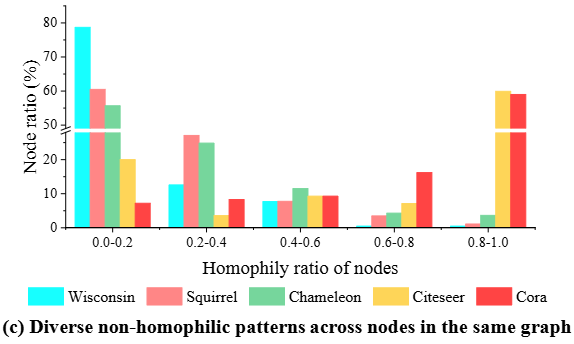 80
70
60
50
20
10
0
Node ratio (%)
0.0-0.2 0.2-0.4 0.4-0.6 0.6-0.8 0.8-1.0
Homophily ratio of nodes
Wisconsin Squirrel Chameleon Citeseer Cora
(c) Diverse non-homophilic patterns across nodes in the same graph